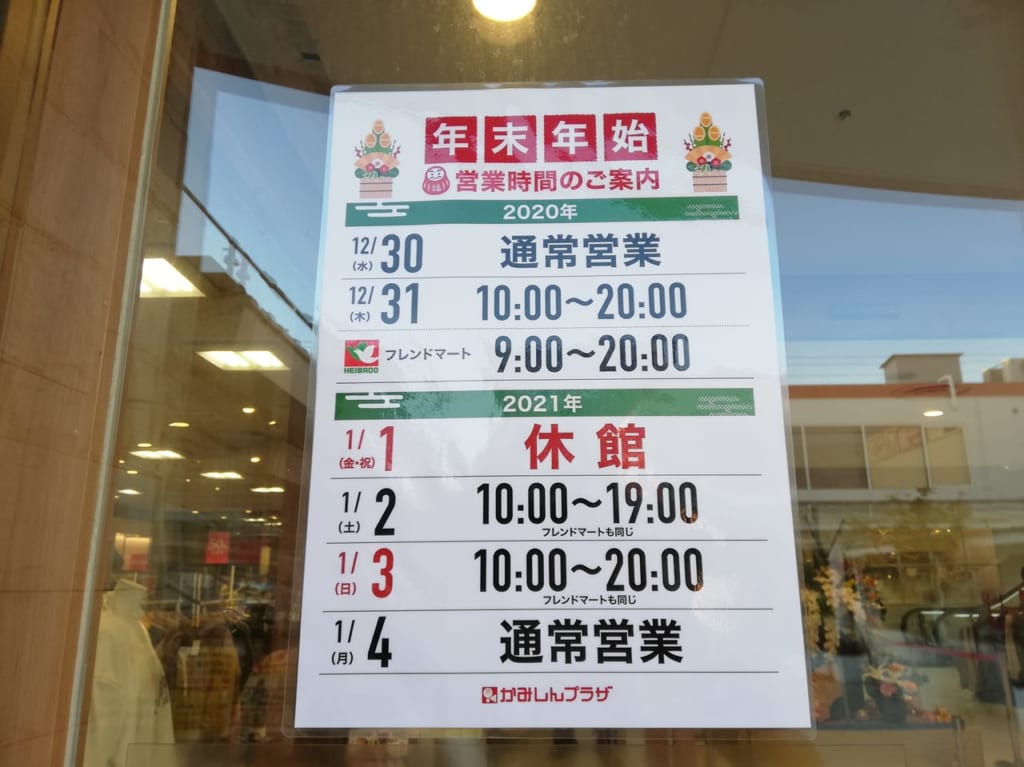 年末年始
営業時間のご案内
2020年
12/30(水) 通常営業
12/31(木) 10:00〜20:00
HEIWADO フレンドマート 9:00〜20:00
2021年
1/1(金・祝) 休館
1/2(土) 10:00〜19:00
フレンドマートも同じ
1/3(日) 10:00〜20:00
フレンドマートも同じ
1/4(月) 通常営業
かみしんプラザ